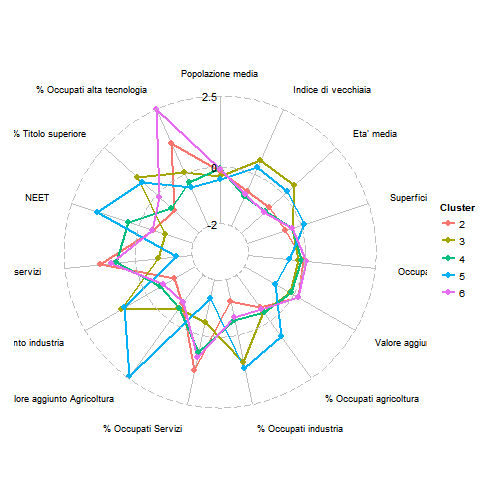 Popolazione media
% Occupati alta tecnologia
2.5
Indice di vecchiaia
% Titolo superiore
Eta' media
0
NEET
Superfici
Cluster
2
-2
3
servizi
Occupa
4
5
6
nto industria
Valore aggiun
lore aggiunto Agricoltura
% Occupati agricoltura
% Occupati Servizi
% Occupati industria